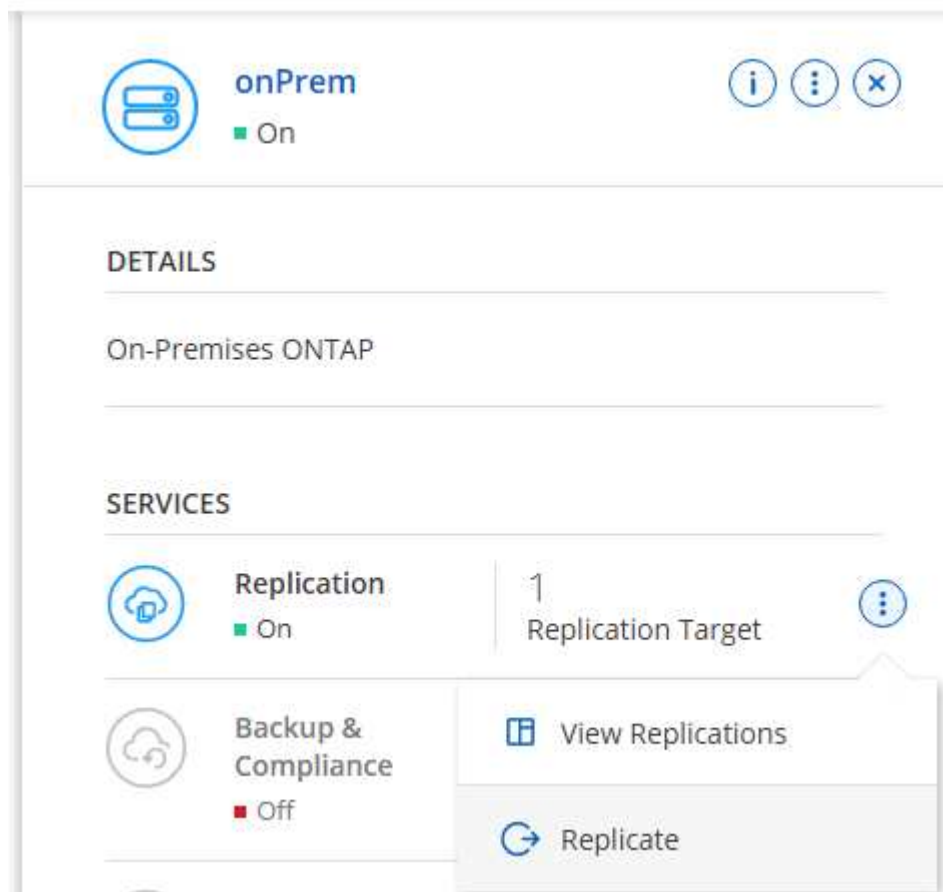 onPrem
On
DETAILS
On-Premises ONTAP
SERVICES
Replication
On
1
Replication Target
Backup &
Compliance
Off
View Replications
Replicate